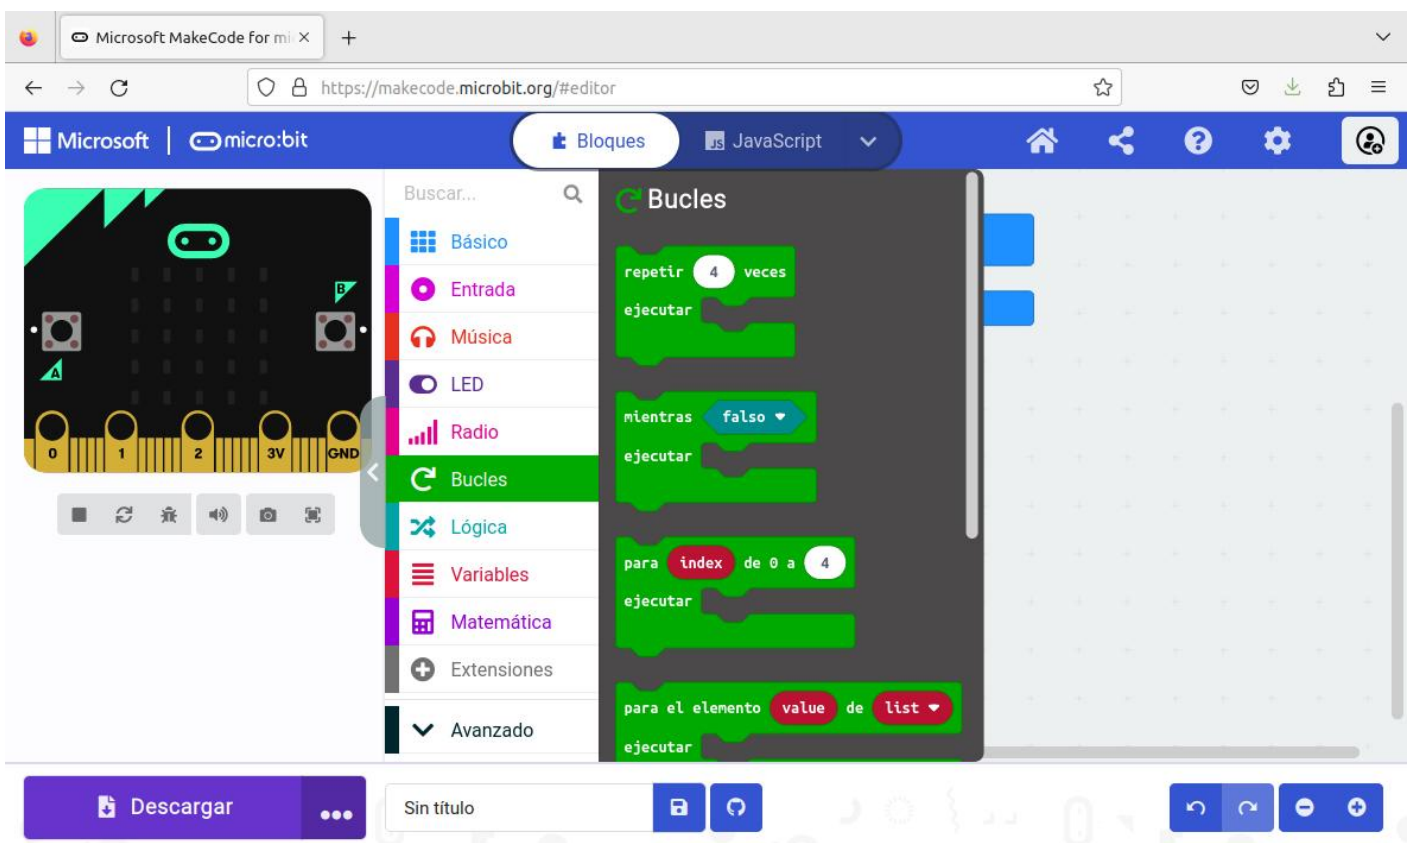 Microsoft MakeCode for mi
https://makecode.microbit.org/#editor
Microsoft micro:bit
Bloques
JS JavaScript
Buscar...
Básico
Entrada
Música
LED
Radio
Bucles
Lógica
Variables
Matemática
Extensiones
Avanzado
Bucles
repetir 4 veces
ejecutar
mientras falso
ejecutar
para index de 0 a 4
ejecutar
para el elemento value de list
ejecutar
B
A
0 1 2 3V GND
Descargar
Sin título